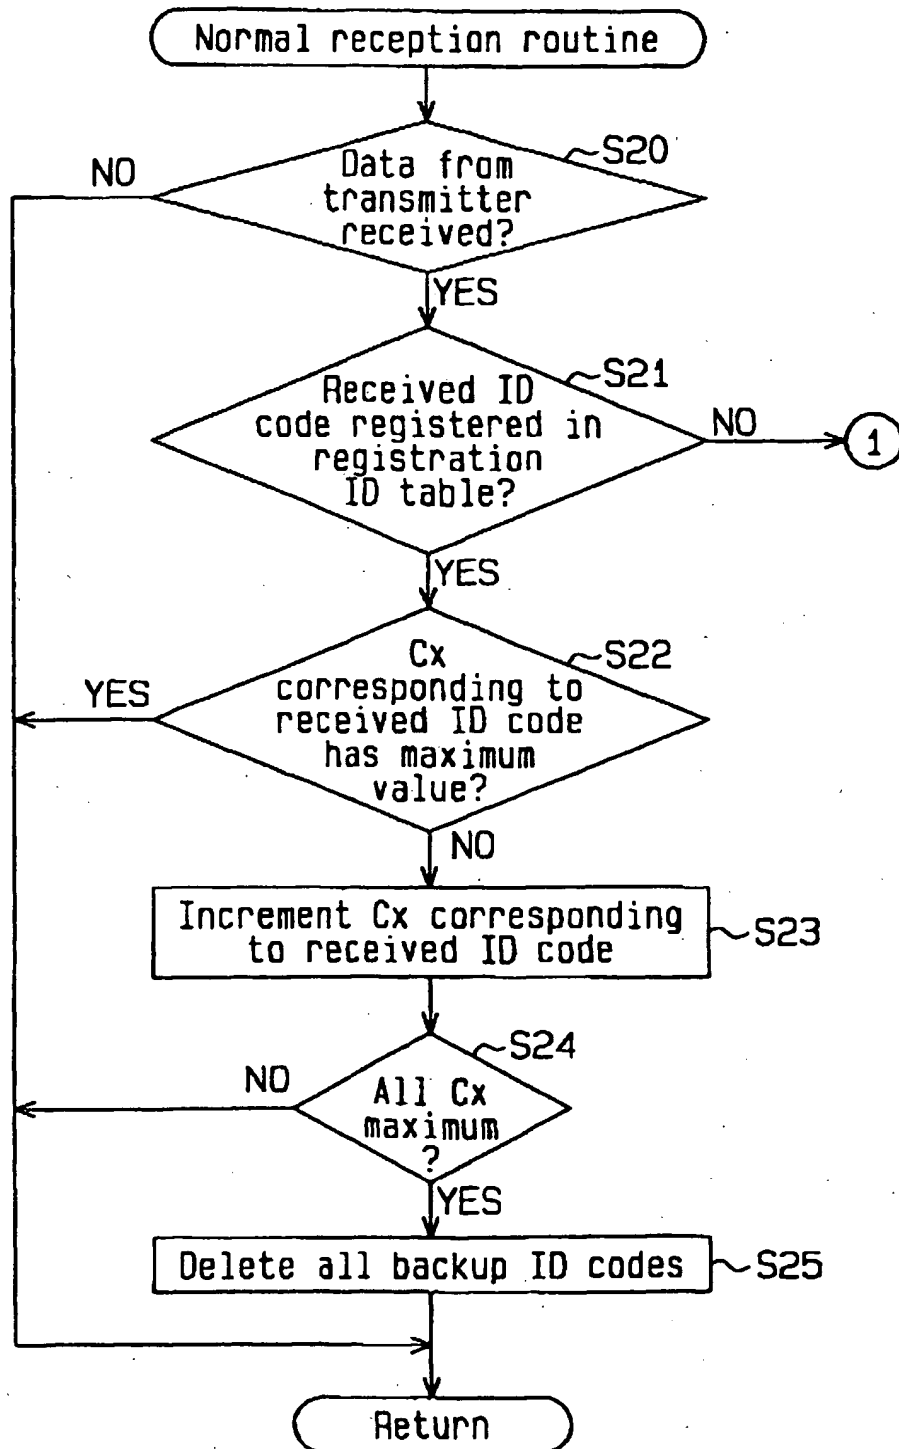 Normal reception routine
S20
NO
Data from
transmitter
received?
YES
S21
Received ID
code registered in
registration
ID table?
NO
1
YES
S22
Cx
corresponding to
received ID code
has maximum
value?
YES
NO
Increment Cx corresponding
to received ID code
S23
S24
NO
All Cx
maximum
?
YES
Delete all backup ID codes
S25
Return